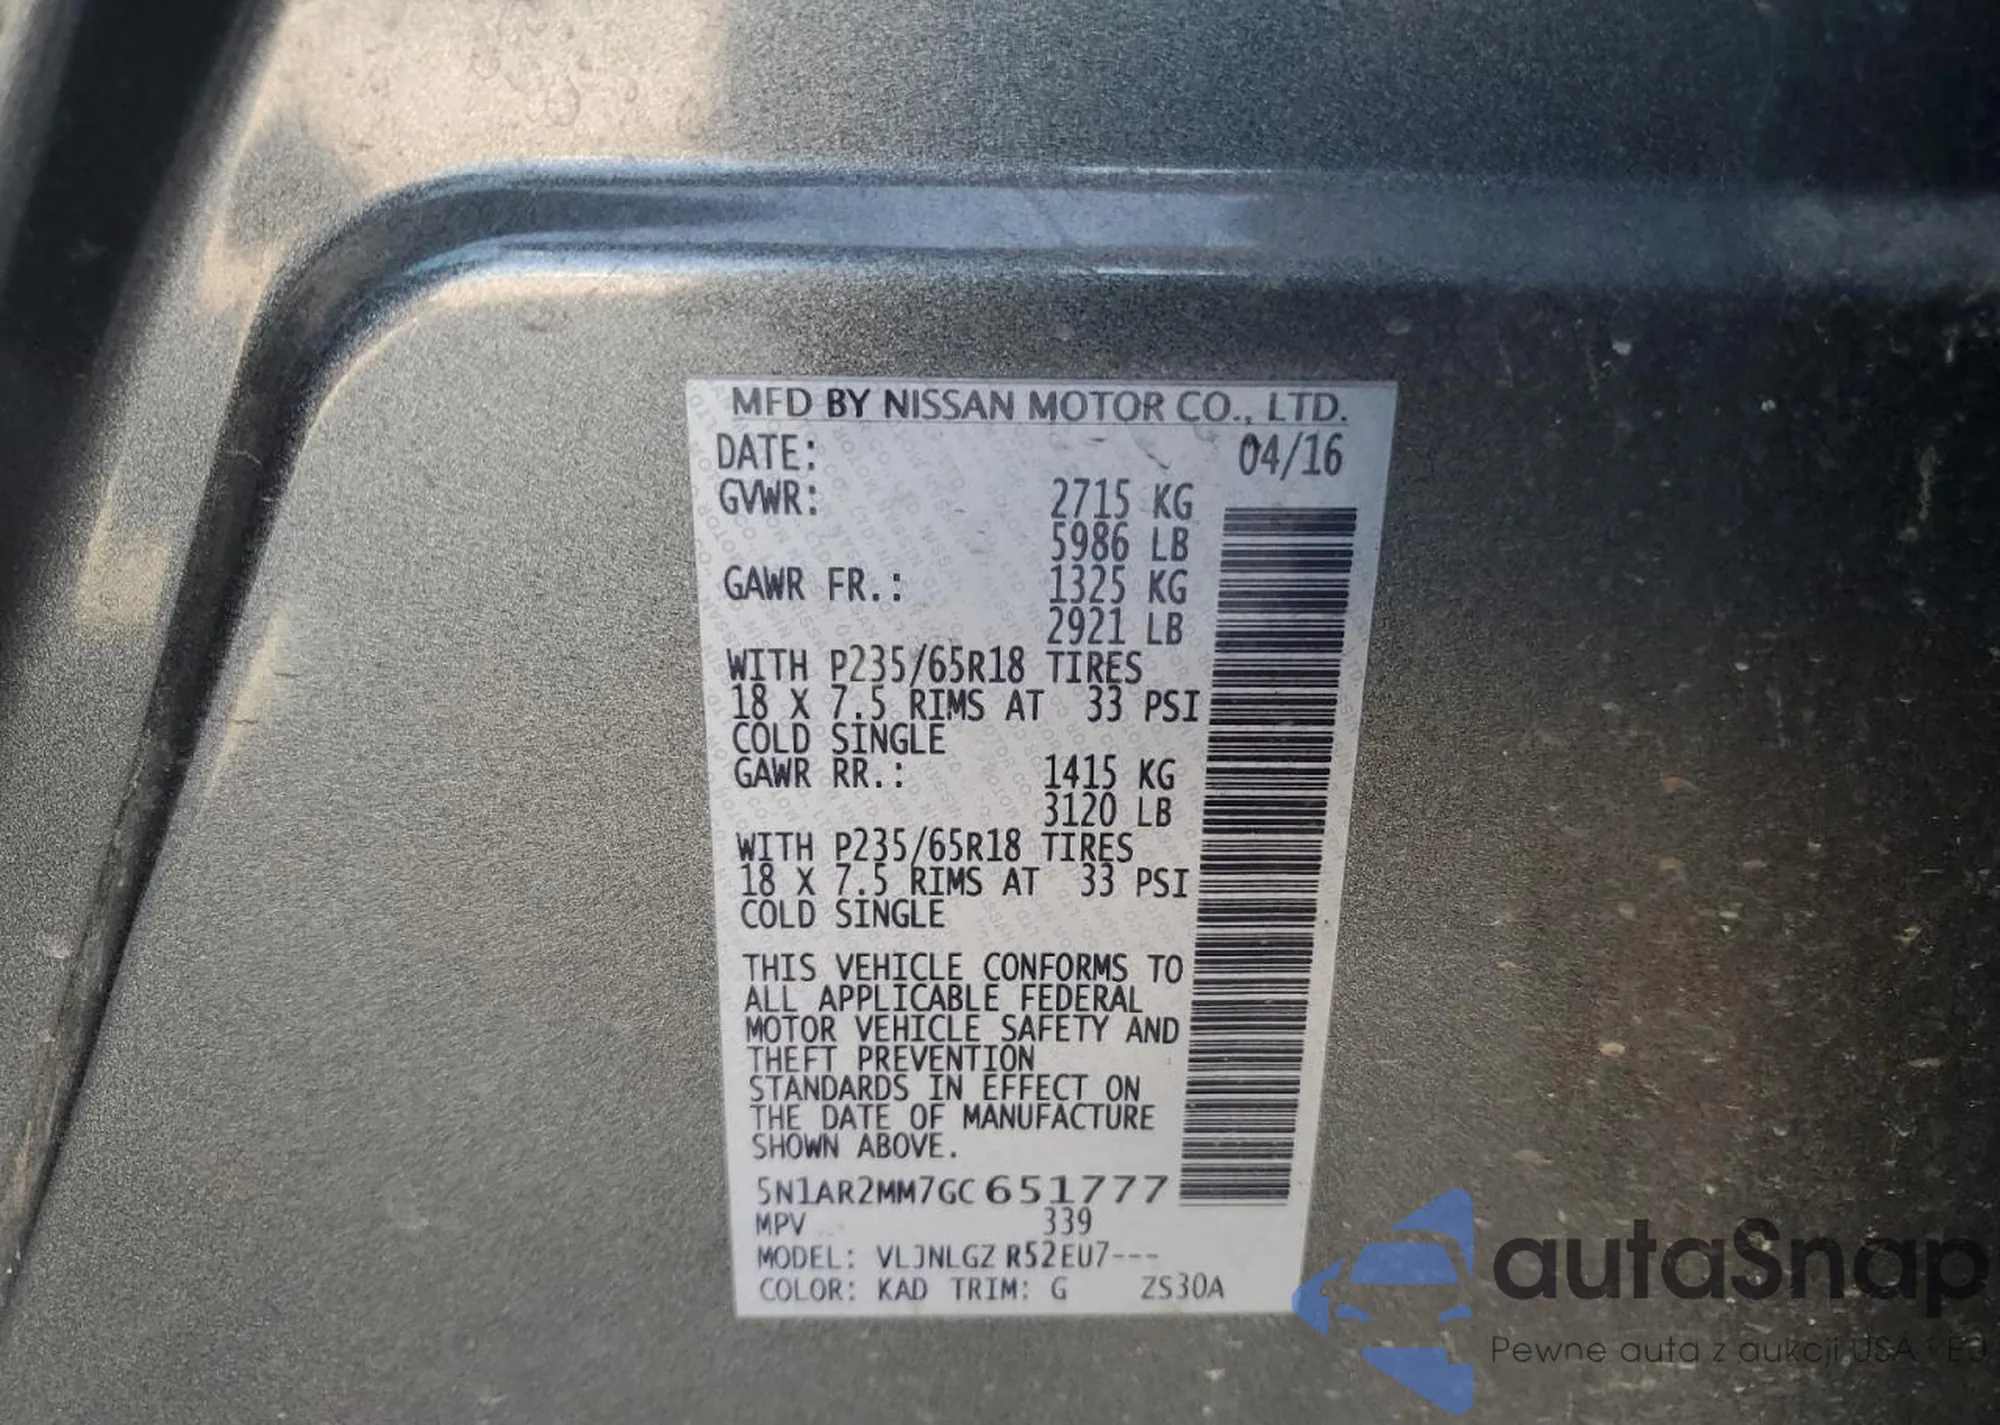 MFD BY NISSAN MOTOR CO., LTD.
DATE: 04/16
GVWR: 2715 KG
5986 LB
GAWR FR.: 1325 KG
2921 LB
WITH P235/65R18 TIRES
18 X 7.5 RIMS AT 33 PSI
COLD SINGLE
GAWR RR.: 1415 KG
3120 LB
WITH P235/65R18 TIRES
18 X 7.5 RIMS AT 33 PSI
COLD SINGLE
THIS VEHICLE CONFORMS TO
ALL APPLICABLE FEDERAL
MOTOR VEHICLE SAFETY AND
THEFT PREVENTION
STANDARDS IN EFFECT ON
THE DATE OF MANUFACTURE
SHOWN ABOVE.
5N1AR2MM7GC651777
MPV 339
MODEL: VLJNLGZ R52EU7---
COLOR: KAD TRIM: G ZS30A
autaSnap
Pewne auta z aukcji USA i EU